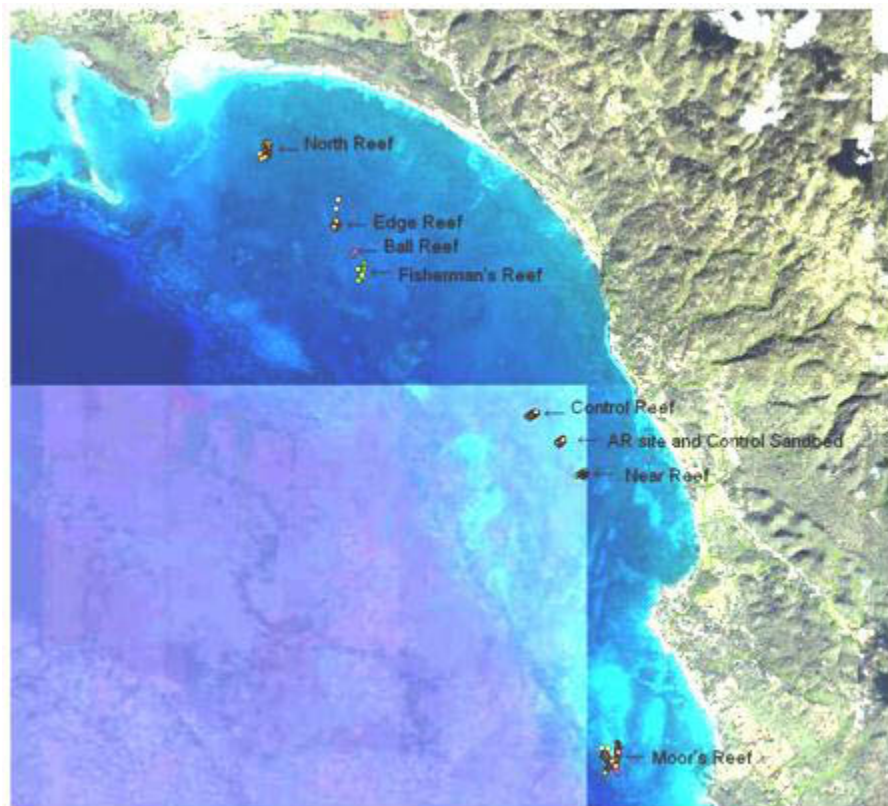 North Reef
Edge Reef
Ball Reef
Fisherman's Reef
Control Reef
AR site and Control Sandbed
Near Reef
Moor's Reef